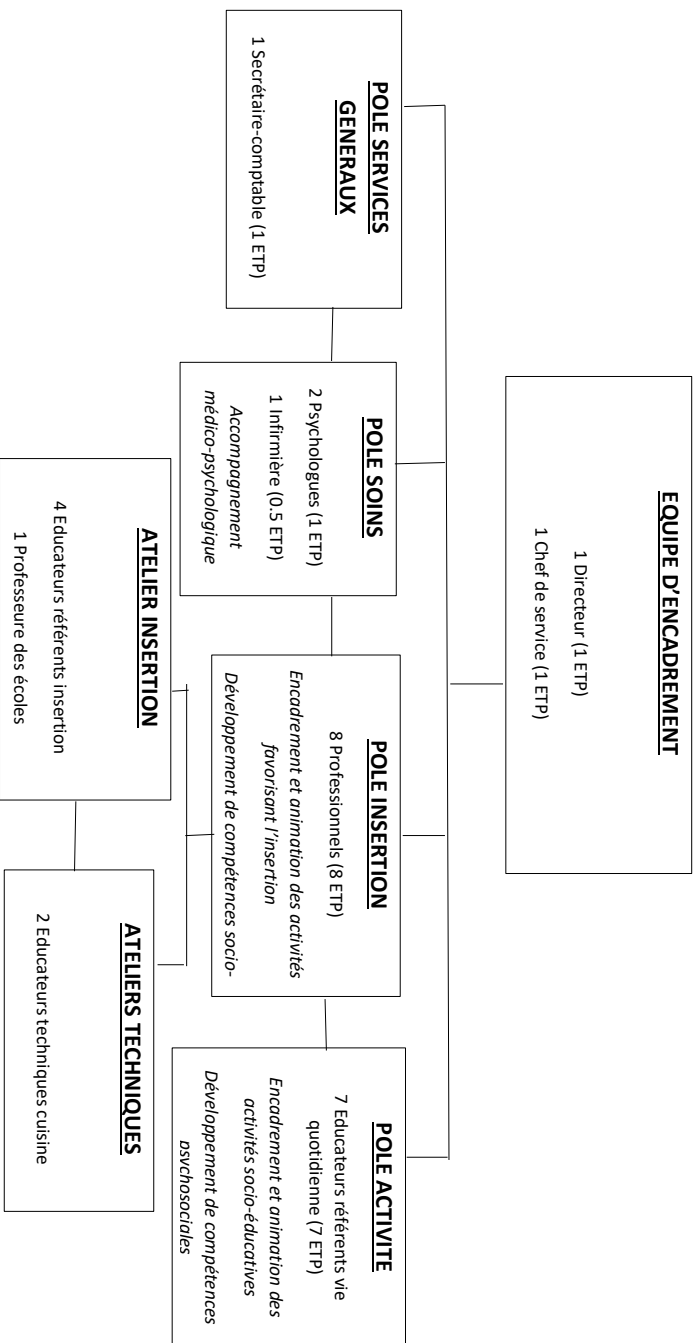 EQUIPE D'ENCADREMENT
1 Directeur (1 ETP)
1 Chef de service (1 ETP)
POLE SERVICES
GENERAUX
1 Secrétaire-comptable (1 ETP)
POLE SOINS
2 Psychologues (1 ETP)
1 Infirmière (0.5 ETP)
Accompagnement
médico-psychologique
POLE INSERTION
8 Professionnels (8 ETP)
Encadrement et animation des activités
favorisant l'insertion
Développement de compétences socio-
POLE ACTIVITE
7 Educateurs référents vie
quotidienne (7 ETP)
Encadrement et animation des
activités socio-éducatives
Développement de compétences
psychosociales
ATELIER INSERTION
4 Educateurs référents insertion
1 Professeure des écoles
ATELIERS TECHNIQUES
2 Educateurs techniques cuisine